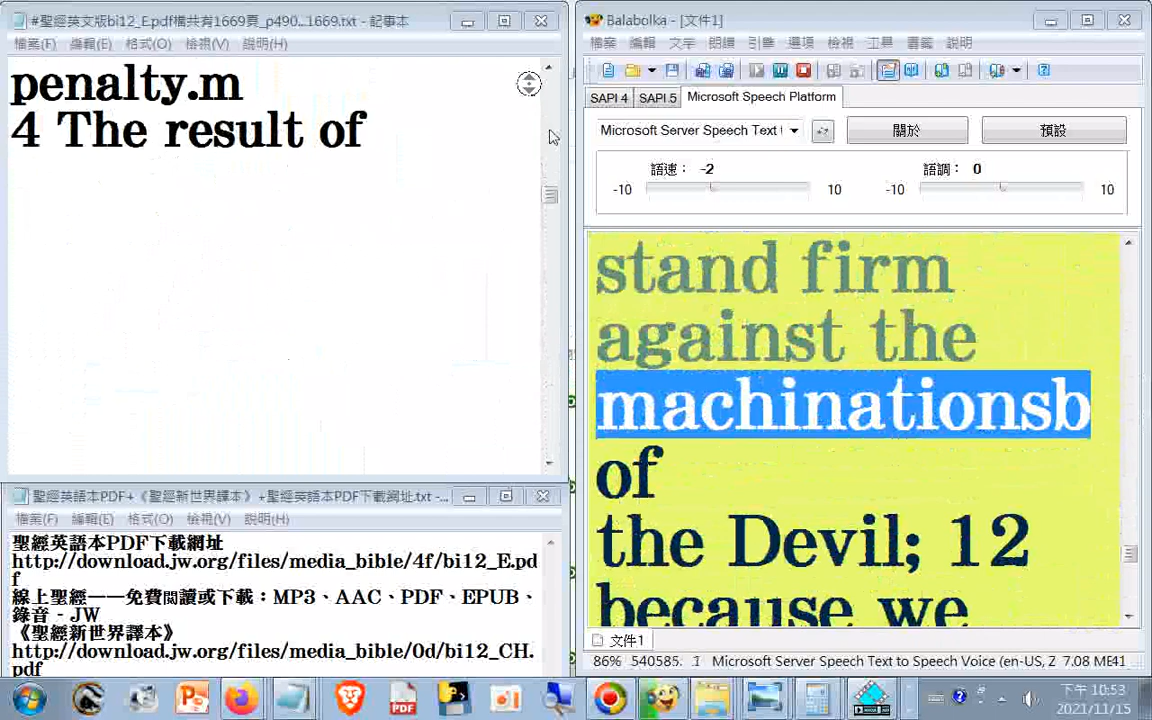 #聖經英文版bi12_E.pdf橫共有1669頁_p490...1669.txt - 記事本
檔案(F) 編輯(E) 格式(O) 檢視(V) 說明(H)
penalty.m
4 The result of
聖經英語本PDF+《聖經新世界譯本》+聖經英語本PDF下載網址.txt -...
檔案(F) 編輯(E) 格式(O) 檢視(V) 說明(H)
聖經英語本PDF下載網址
http://download.jw.org/files/media_bible/4f/bi12_E.pd
f
線上聖經——免費閱讀或下載：MP3、AAC、PDF、EPUB、
錄音 - JW
《聖經新世界譯本》
http://download.jw.org/files/media_bible/0d/bi12_CH.
pdf
Balabolka - [文件1]
檔案 編輯 文字 朗讀 引擎 選項 檢視 工具 書籤 說明
SAPI 4 SAPI 5 Microsoft Speech Platform
Microsoft Server Speech Text 關於 預設
語速： -2 語調： 0
-10 10 -10 10
stand firm
against the
machinationsb
of
the Devil; 12
because we
文件1
86% 540585. Microsoft Server Speech Text to Speech Voice (en-US, Z 7.08 ME41
下午 10:53
2021/11/15